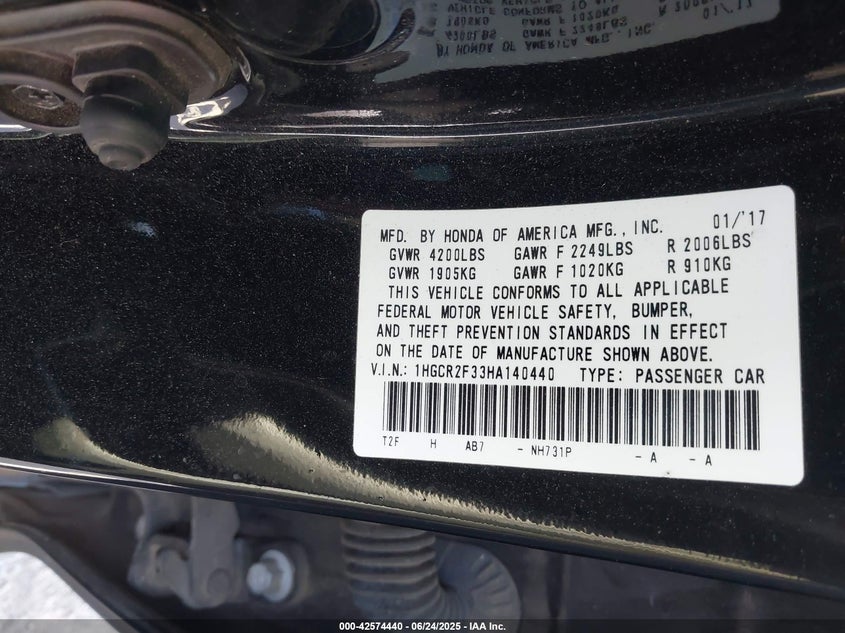 MFD. BY HONDA OF AMERICA MFG., INC. 01/'17
GVWR 4200LBS GAWR F 2249LBS R 2006LBS
GVWR 1905KG GAWR F 1020KG R 910KG
THIS VEHICLE CONFORMS TO ALL APPLICABLE
FEDERAL MOTOR VEHICLE SAFETY, BUMPER,
AND THEFT PREVENTION STANDARDS IN EFFECT
ON THE DATE OF MANUFACTURE SHOWN ABOVE.
V.I.N.: 1HGCR2F33HA140440 TYPE: PASSENGER CAR
T2F H AB7 - NH731P - A - A
000-42574440 - 06/24/2025 - IAA Inc.